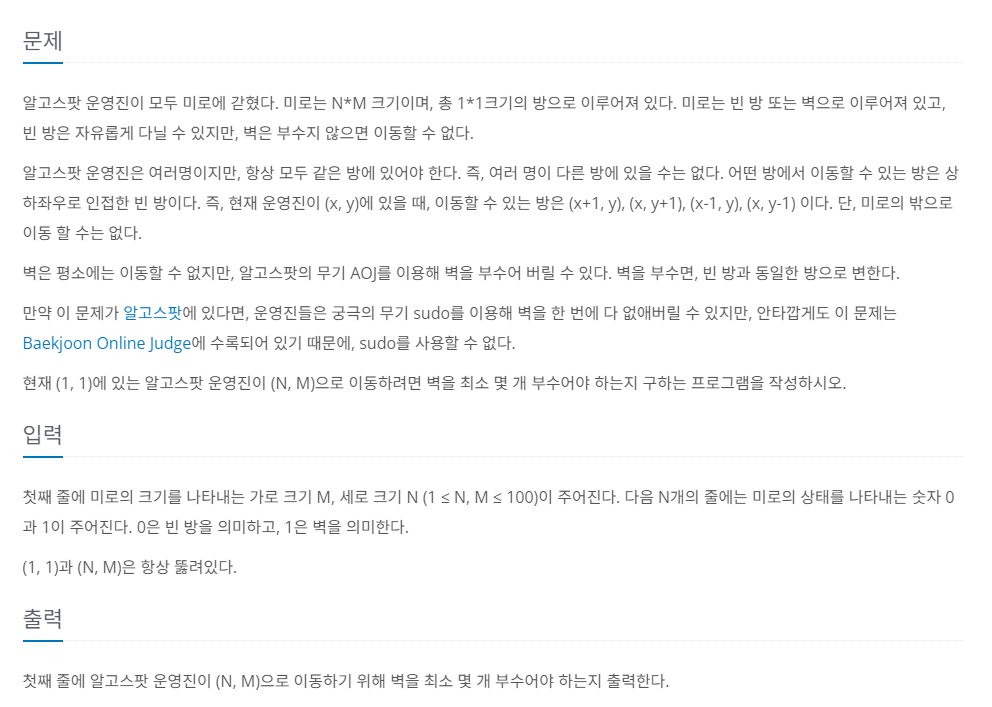 문제
알고스팟 운영진이 모두 미로에 갇혔다. 미로는 N*M 크기이며, 총 1*1크기의 방으로 이루어져 있다. 미로는 빈 방 또는 벽으로 이루어져 있고,
빈 방은 자유롭게 다닐 수 있지만, 벽은 부수지 않으면 이동할 수 없다.
알고스팟 운영진은 여러명이지만, 항상 모두 같은 방에 있어야 한다. 즉, 여러 명이 다른 방에 있을 수는 없다. 어떤 방에서 이동할 수 있는 방은 상
하좌우로 인접한 빈 방이다. 즉, 현재 운영진이 (x, y)에 있을 때, 이동할 수 있는 방은 (x+1, y), (x, y+1), (x-1, y), (x, y-1) 이다. 단, 미로의 밖으로
이동 할 수는 없다.
벽은 평소에는 이동할 수 없지만, 알고스팟의 무기 AOJ를 이용해 벽을 부수어 버릴 수 있다. 벽을 부수면, 빈 방과 동일한 방으로 변한다.
만약 이 문제가 알고스팟에 있다면, 운영진들은 궁극의 무기 sudo를 이용해 벽을 한 번에 다 없애버릴 수 있지만, 안타깝게도 이 문제는
Baekjoon Online Judge에 수록되어 있기 때문에, sudo를 사용할 수 없다.
현재 (1, 1)에 있는 알고스팟 운영진이 (N, M)으로 이동하려면 벽을 최소 몇 개 부수어야 하는지 구하는 프로그램을 작성하시오.
입력
첫째 줄에 미로의 크기를 나타내는 가로 크기 M, 세로 크기 N (1 ≤ N, M ≤ 100)이 주어진다. 다음 N개의 줄에는 미로의 상태를 나타내는 숫자 0
과 1이 주어진다. 0은 빈 방을 의미하고, 1은 벽을 의미한다.
(1, 1)과 (N, M)은 항상 뚫려있다.
출력
첫째 줄에 알고스팟 운영진이 (N, M)으로 이동하기 위해 벽을 최소 몇 개 부수어야 하는지 출력한다.